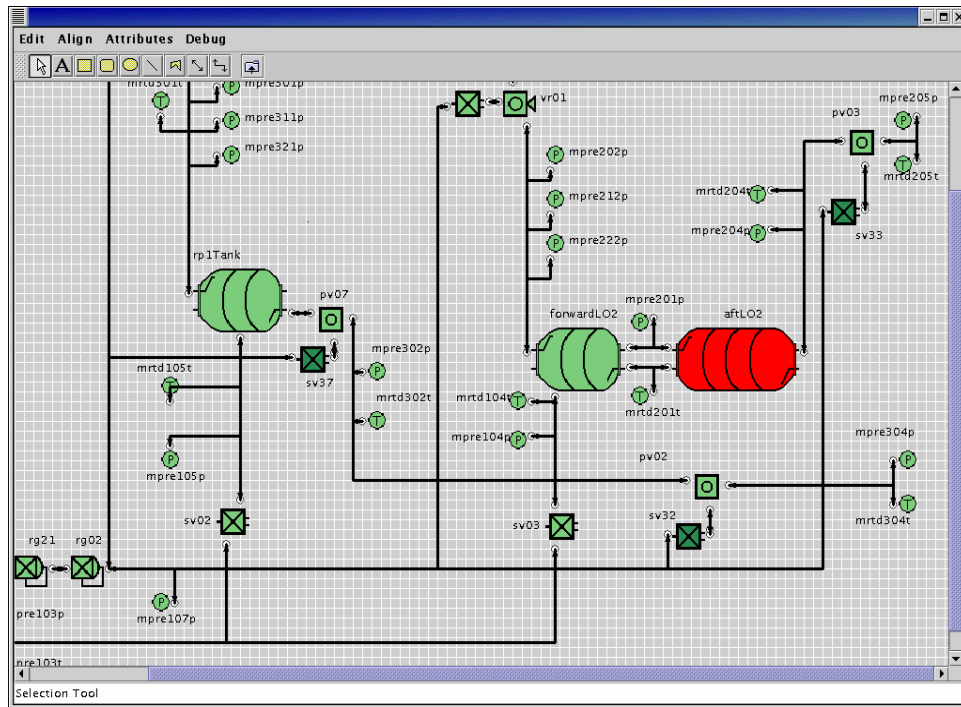 Edit Align Attributes Debug
A
mrtd301t
mpre301p
mpre311p
mpre321p
vr01
mpre205p
pv03
mpre202p
mrtd205t
mrtd204t
mpre212p
mpre204p
sv33
mpre222p
rp1Tank
pv07
mpre201p
forwardLO2
aftLO2
mpre302p
mrtd105t
sv37
mrtd302t
mrtd104t
mrtd201t
mpre104p
mpre304p
pv02
mpre105p
sv02
sv03
sv32
mrtd304t
rg21
rg02
pre103p
mpre107p
pre103t
Selection Tool